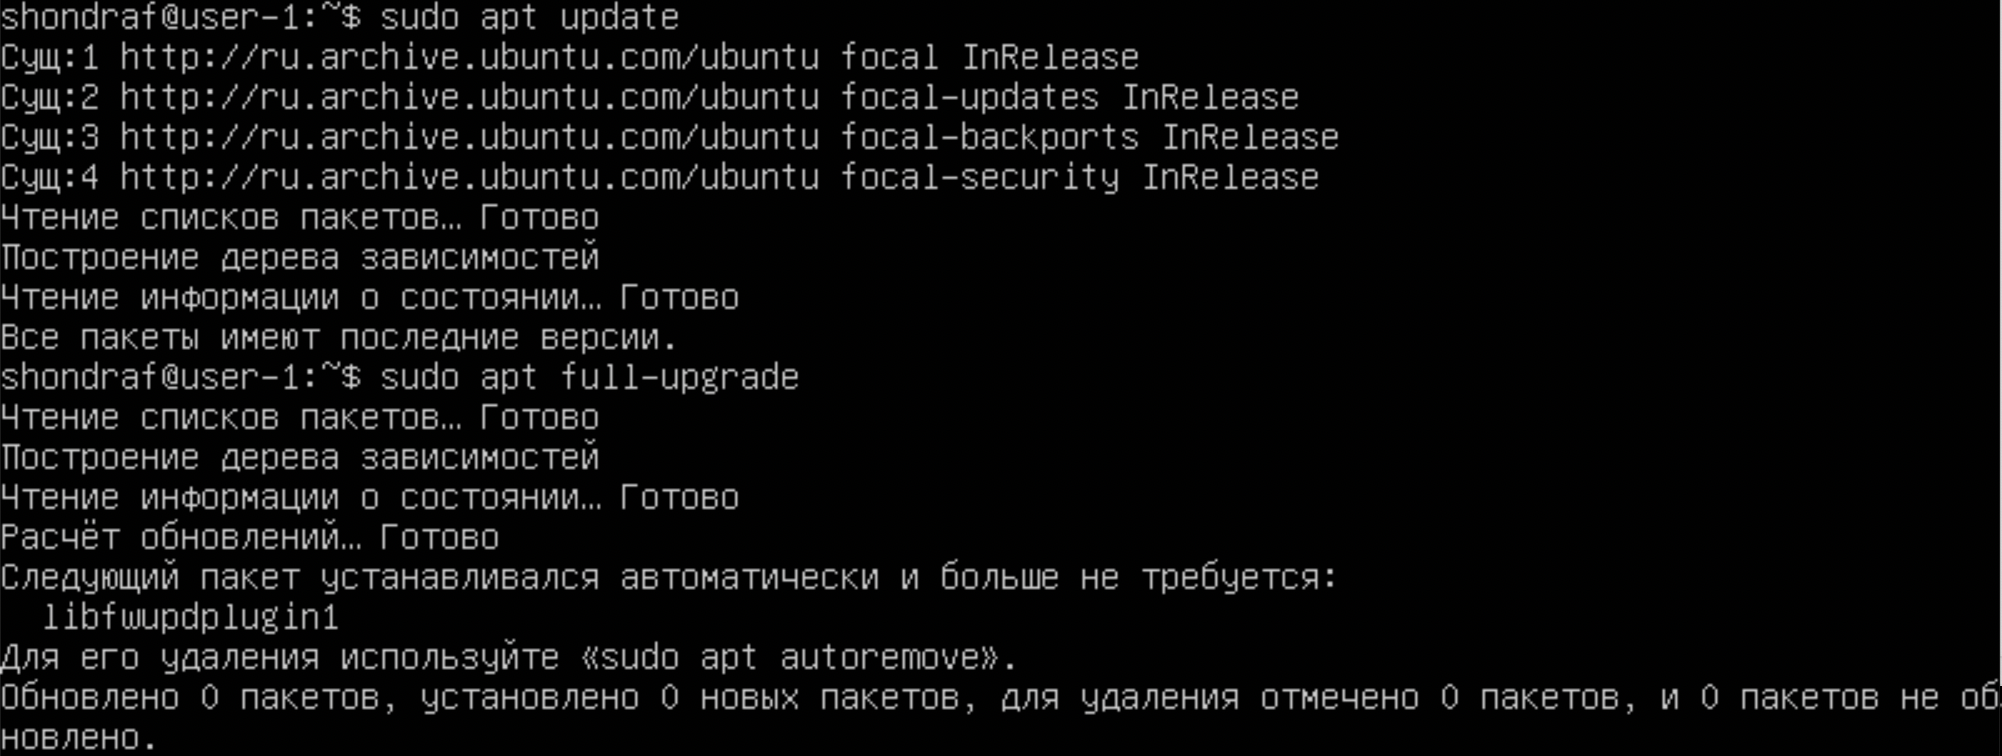 shondraf@user-1:~$ sudo apt update
Сущ:1 http://ru.archive.ubuntu.com/ubuntu focal InRelease
Сущ:2 http://ru.archive.ubuntu.com/ubuntu focal-updates InRelease
Сущ:3 http://ru.archive.ubuntu.com/ubuntu focal-backports InRelease
Сущ:4 http://ru.archive.ubuntu.com/ubuntu focal-security InRelease
Чтение списков пакетов… Готово
Построение дерева зависимостей
Чтение информации о состоянии… Готово
Все пакеты имеют последние версии.
shondraf@user-1:~$ sudo apt full-upgrade
Чтение списков пакетов… Готово
Построение дерева зависимостей
Чтение информации о состоянии… Готово
Расчёт обновлений… Готово
Следующий пакет устанавливался автоматически и больше не требуется:
  libfwupdplugin1
Для его удаления используйте «sudo apt autoremove».
Обновлено 0 пакетов, установлено 0 новых пакетов, для удаления отмечено 0 пакетов, и 0 пакетов не об
новлено.